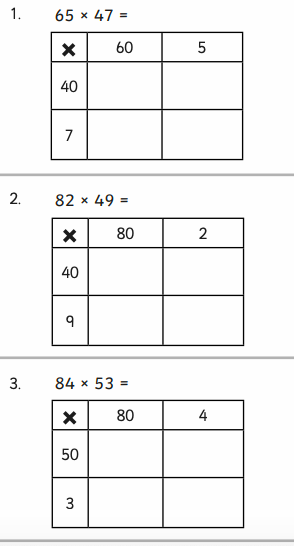 1. 65 × 47 =
× 60 5
40
7
2. 82 × 49 =
× 80 2
40
9
3. 84 × 53 =
× 80 4
50
3